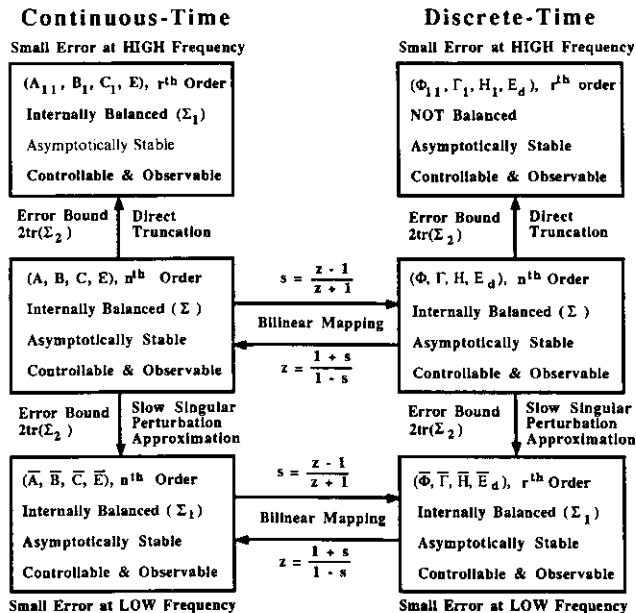 Continuous-Time
Discrete-Time
Small Error at HIGH Frequency
Small Error at HIGH Frequency
(A₁₁, B₁, C₁, E), rᵗʰ Order
Internally Balanced (Σ₁)
Asymptotically Stable
Controllable & Observable
(Φ₁₁, Γ₁, H₁, E_d), rᵗʰ order
NOT Balanced
Asymptotically Stable
Controllable & Observable
Error Bound
2tr(Σ₂)
Direct
Truncation
Error Bound
2tr(Σ₂)
Direct
Truncation
(A, B, C, E), nᵗʰ Order
Internally Balanced (Σ)
Asymptotically Stable
Controllable & Observable
s = (z - 1)/(z + 1)
Bilinear Mapping
z = (1 + s)/(1 - s)
(Φ, Γ, H, E_d), nᵗʰ Order
Internally Balanced (Σ)
Asymptotically Stable
Controllable & Observable
Error Bound
2tr(Σ₂)
Slow Singular
Perturbation
Approximation
Error Bound
2tr(Σ₂)
Slow Singular
Perturbation
Approximation
(A̅, B̅, C̅, E̅), nᵗʰ Order
Internally Balanced (Σ₁)
Asymptotically Stable
Controllable & Observable
s = (z - 1)/(z + 1)
Bilinear Mapping
z = (1 + s)/(1 - s)
(Φ̅, Γ̅, H̅, E̅_d), rᵗʰ Order
Internally Balanced (Σ₁)
Asymptotically Stable
Controllable & Observable
Small Error at LOW Frequency
Small Error at LOW Frequency